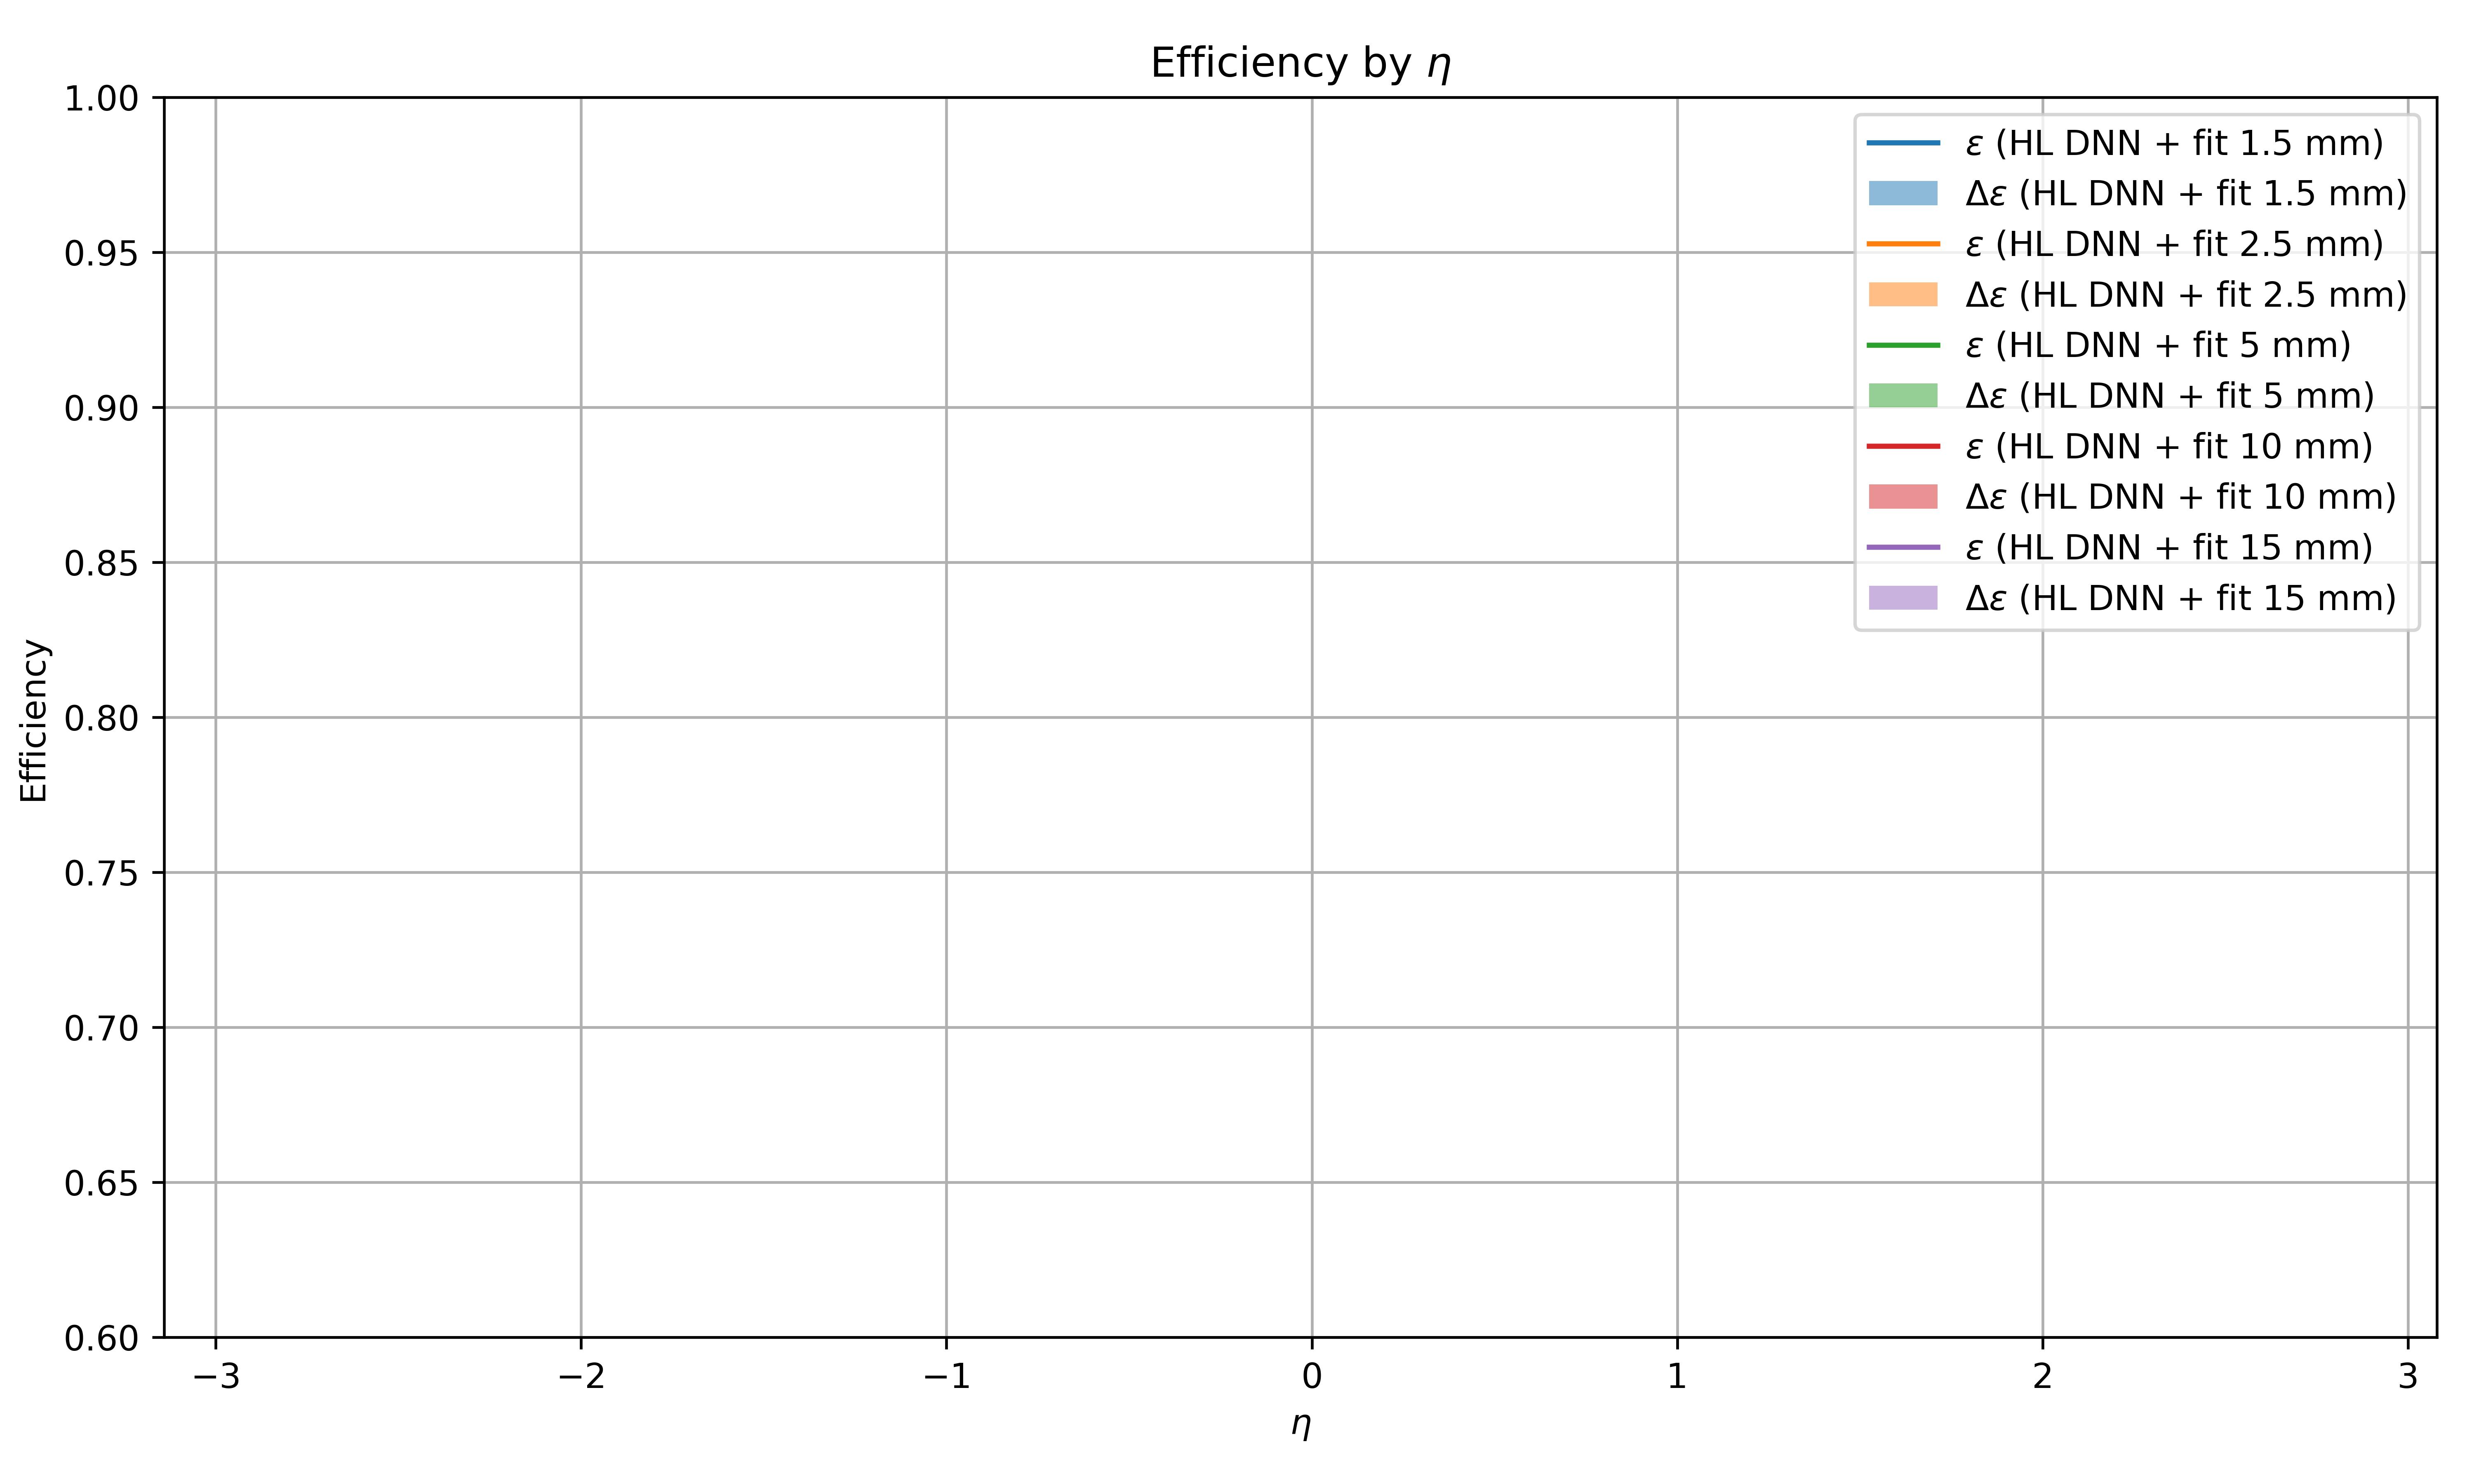 Efficiency by η
1.00
0.95
0.90
0.85
0.80
0.75
0.70
0.65
0.60
Efficiency
ε (HL DNN + fit 1.5 mm)
Δε (HL DNN + fit 1.5 mm)
ε (HL DNN + fit 2.5 mm)
Δε (HL DNN + fit 2.5 mm)
ε (HL DNN + fit 5 mm)
Δε (HL DNN + fit 5 mm)
ε (HL DNN + fit 10 mm)
Δε (HL DNN + fit 10 mm)
ε (HL DNN + fit 15 mm)
Δε (HL DNN + fit 15 mm)
−3 −2 −1 0 1 2 3
η